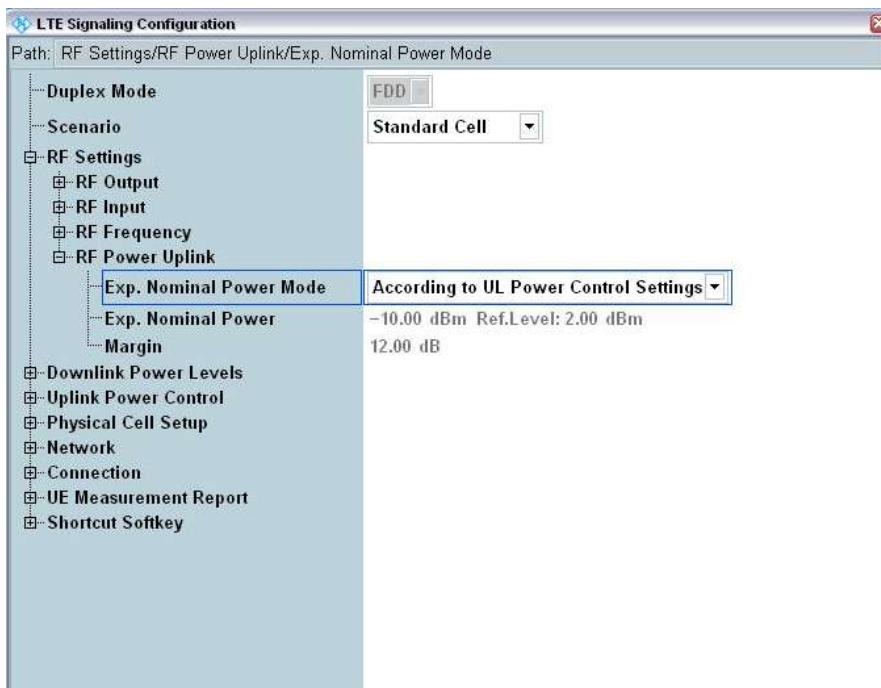 LTE Signaling Configuration
Path: RF Settings/RF Power Uplink/Exp. Nominal Power Mode
Duplex Mode FDD
Scenario Standard Cell
RF Settings
RF Output
RF Input
RF Frequency
RF Power Uplink
Exp. Nominal Power Mode According to UL Power Control Settings
Exp. Nominal Power −10.00 dBm Ref.Level: 2.00 dBm
Margin 12.00 dB
Downlink Power Levels
Uplink Power Control
Physical Cell Setup
Network
Connection
UE Measurement Report
Shortcut Softkey